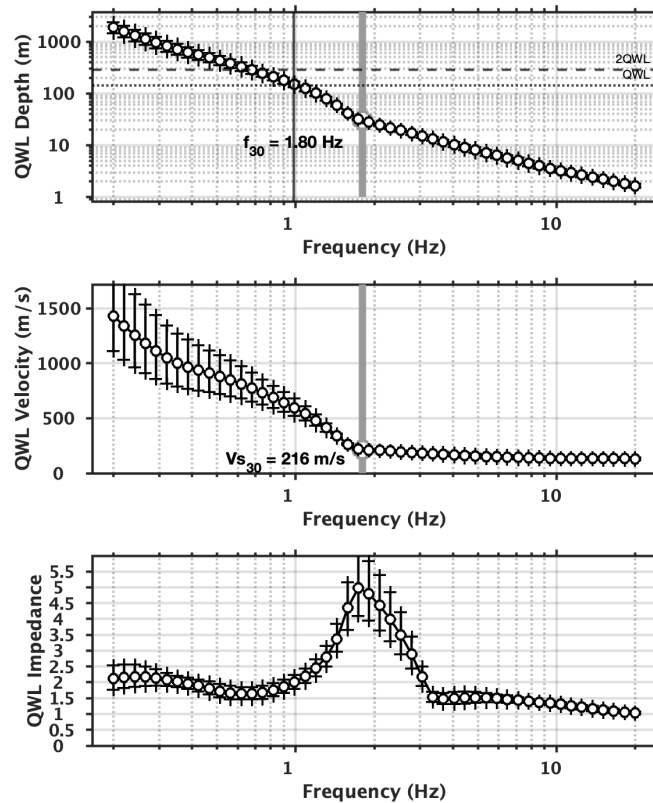 QWL Depth (m)
1000
100
10
1
2QWL
QWL
f30 = 1.80 Hz
1
10
Frequency (Hz)
QWL Velocity (m/s)
1500
1000
500
0
Vs30 = 216 m/s
1
10
Frequency (Hz)
QWL Impedance
5.5
5
4.5
4
3.5
3
2.5
2
1.5
1
0.5
0
1
10
Frequency (Hz)